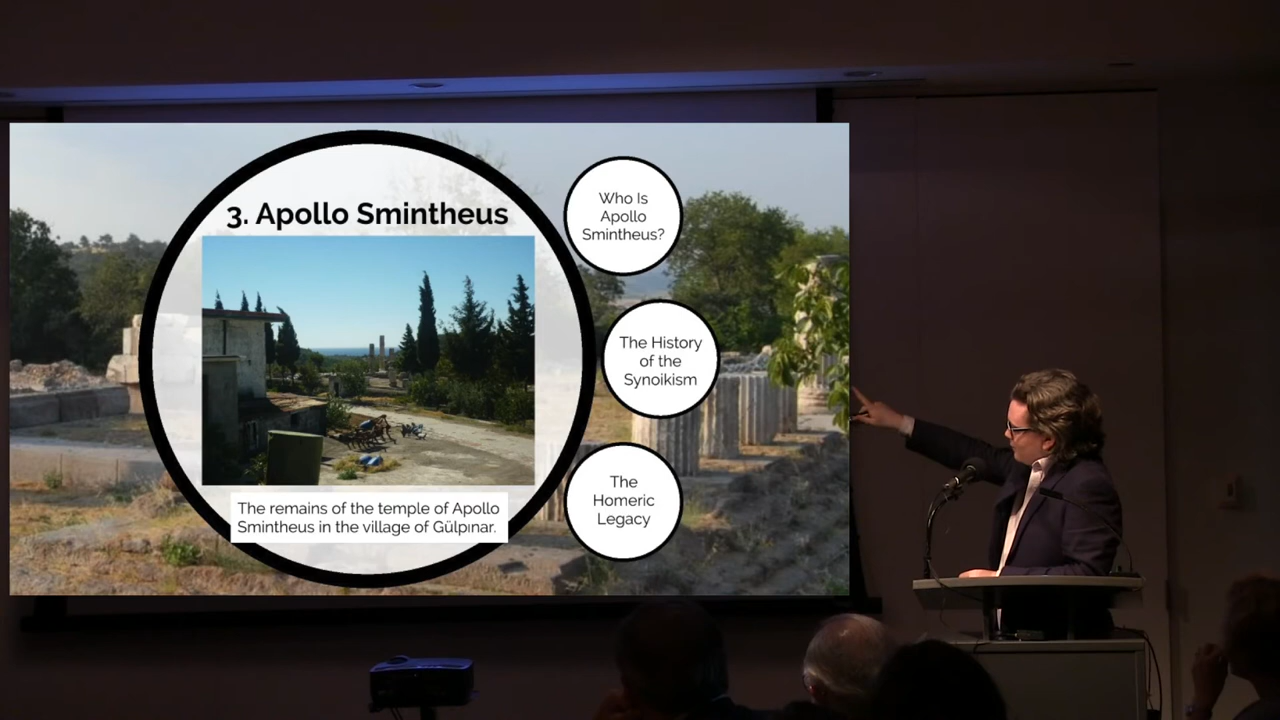 3. Apollo Smintheus
The remains of the temple of Apollo
Smintheus in the village of Gülpınar.
Who Is
Apollo
Smintheus?
The History
of the
Synoikism
The
Homeric
Legacy